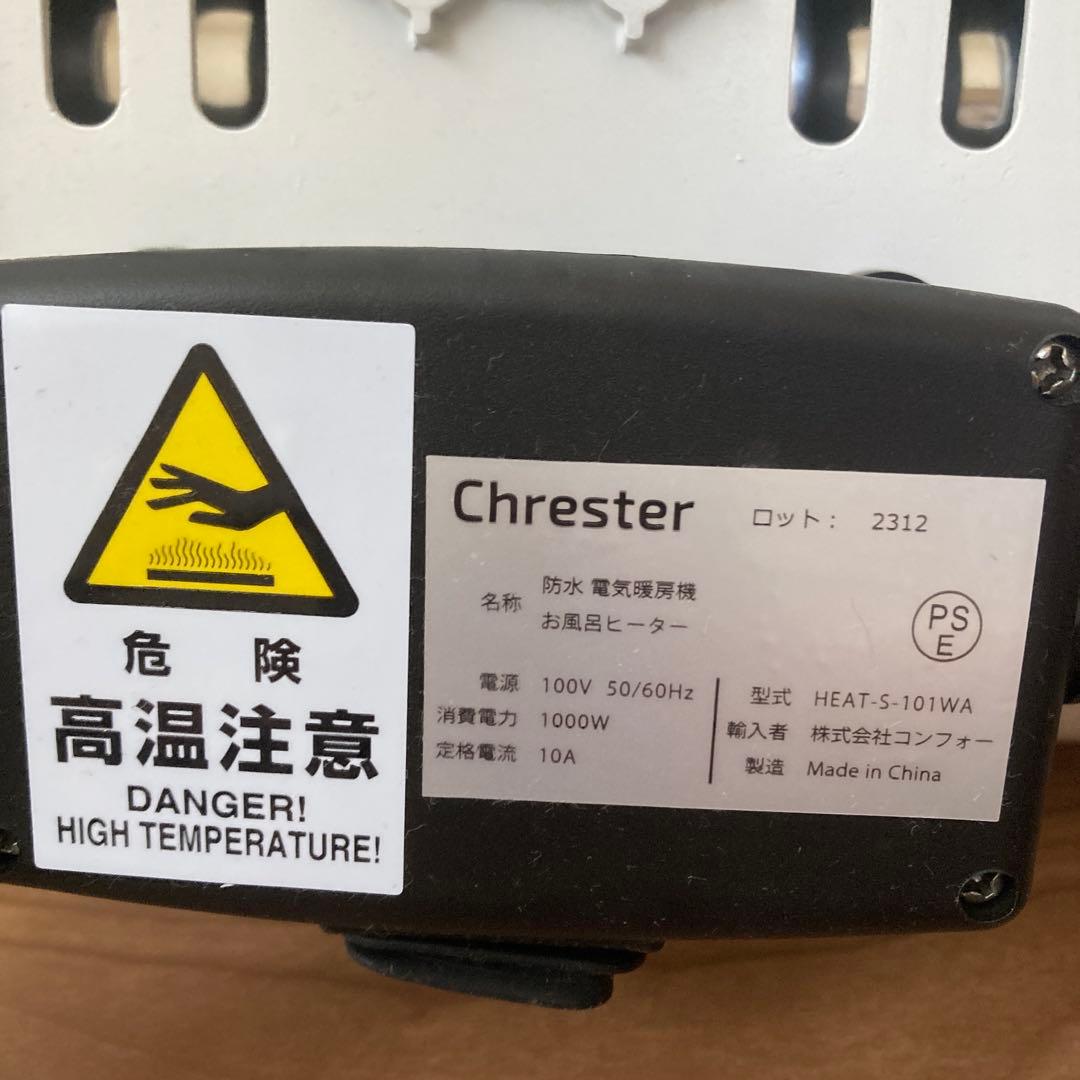 危 険
高温注意
DANGER!
HIGH TEMPERATURE!
Chrester ロット： 2312
名称 防水 電気暖房機
お風呂ヒーター
PS
E
電源 100V 50/60Hz
消費電力 1000W
定格電流 10A
型式 HEAT-S-101WA
輸入者 株式会社コンフォー
製造 Made in China